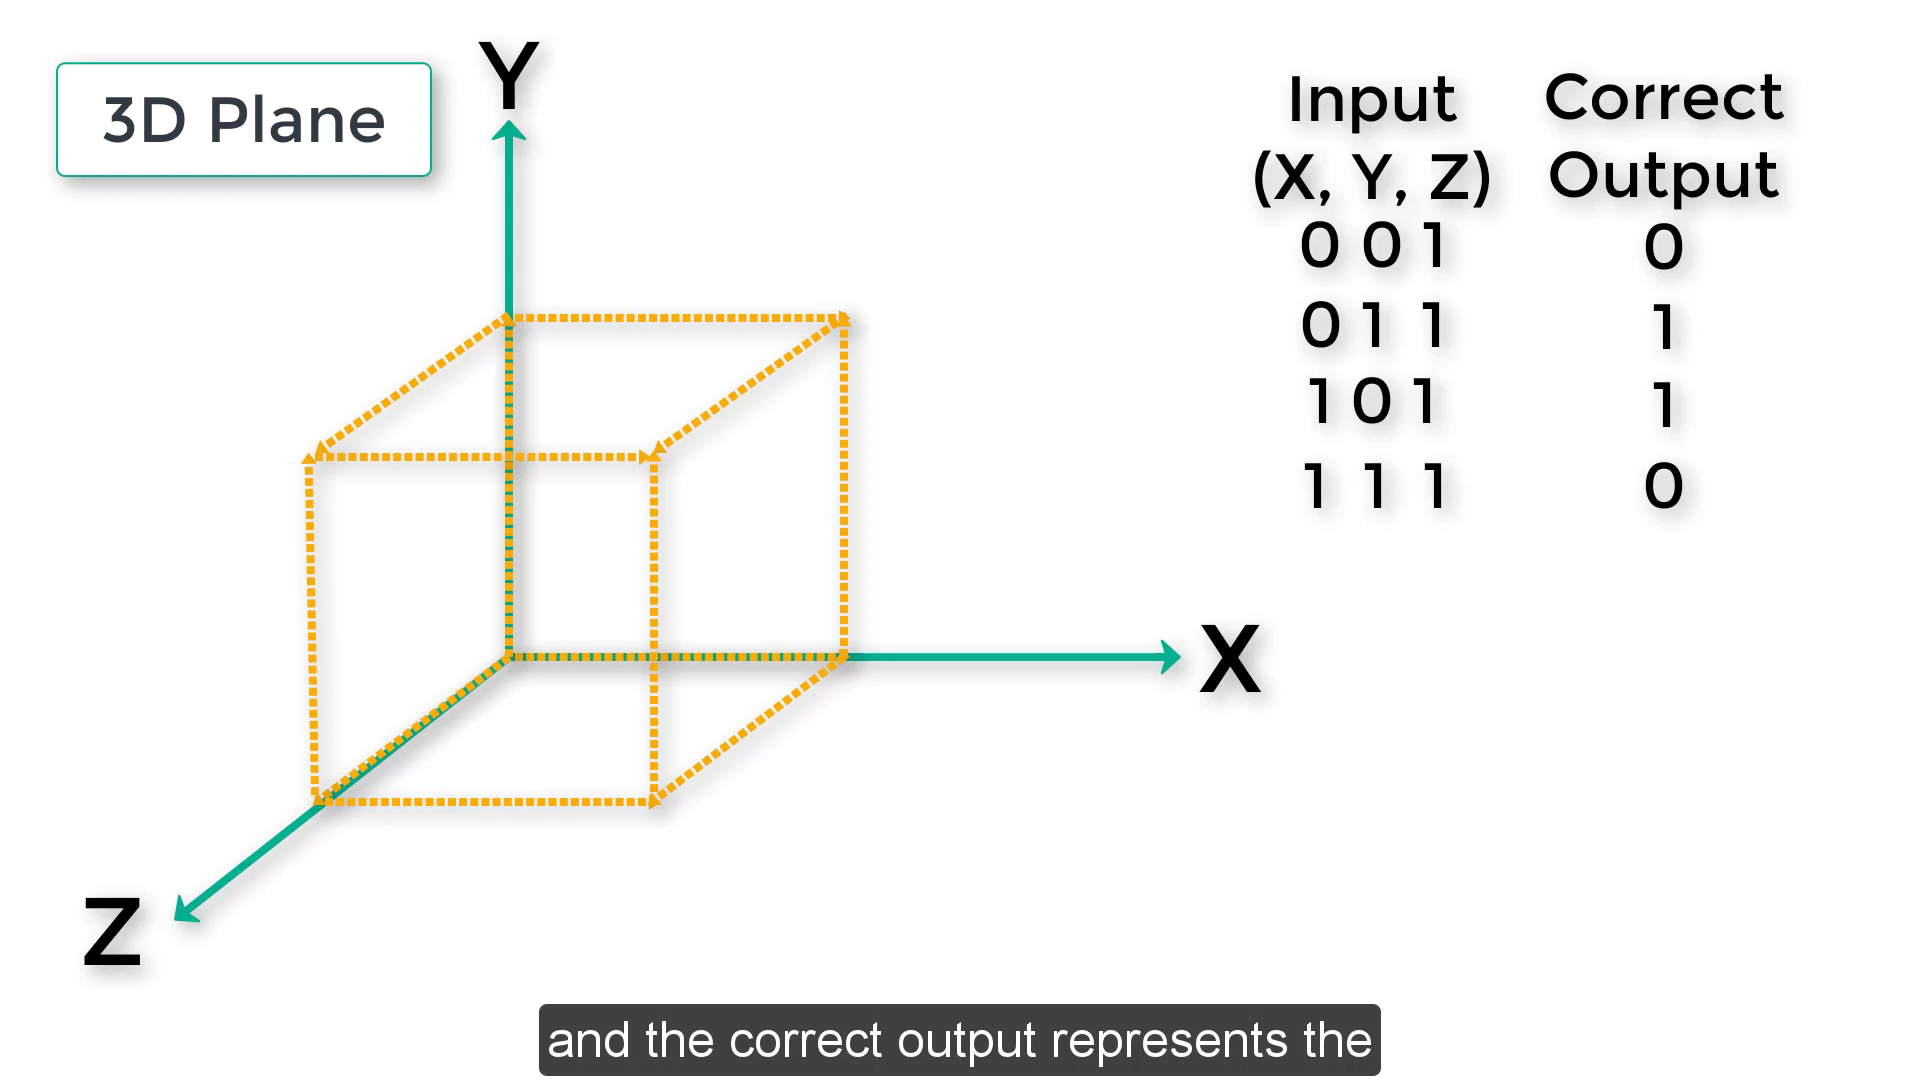 3D Plane
Y
X
Z
Input Correct
(X, Y, Z) Output
0 0 1 0
0 1 1 1
1 0 1 1
1 1 1 0
and the correct output represents the